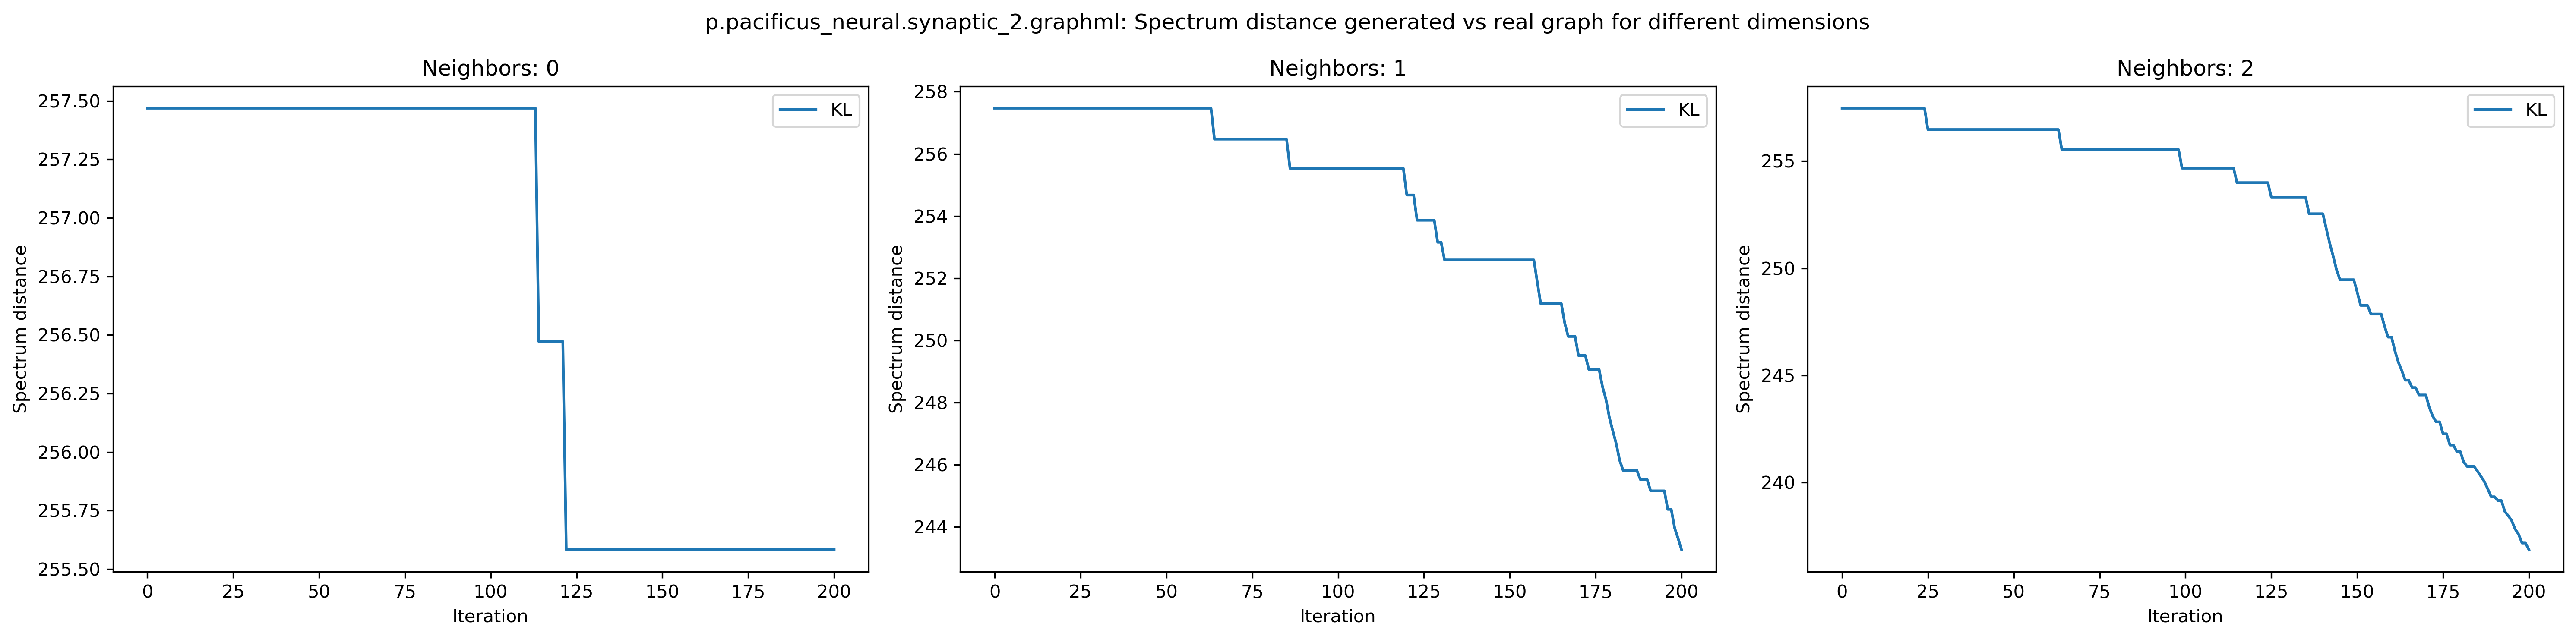 p.pacificus_neural.synaptic_2.graphml: Spectrum distance generated vs real graph for different dimensions
Neighbors: 0
KL
257.50
257.25
257.00
256.75
256.50
256.25
256.00
255.75
255.50
Spectrum distance
0 25 50 75 100 125 150 175 200
Iteration
Neighbors: 1
KL
258
256
254
252
250
248
246
244
Spectrum distance
0 25 50 75 100 125 150 175 200
Iteration
Neighbors: 2
KL
255
250
245
240
Spectrum distance
0 25 50 75 100 125 150 175 200
Iteration